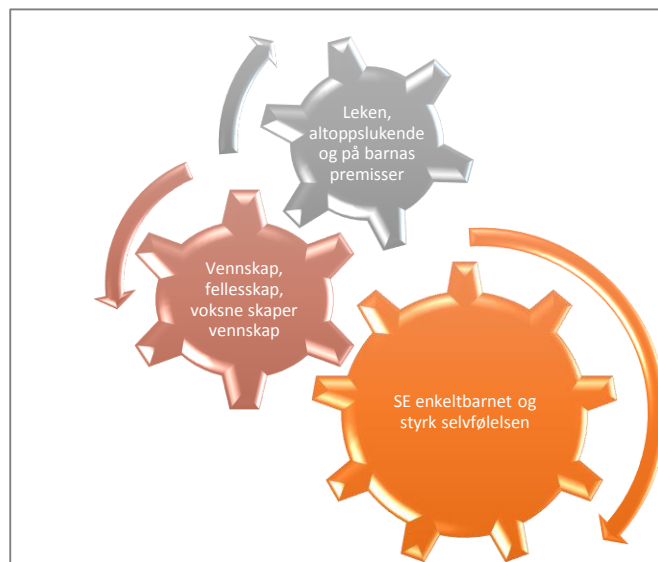 Leken,
altoppslukende
og på barnas
premisser
Vennskap,
fellesskap,
voksne skaper
vennskap
SE enkeltbarnet og
styrk selvfølelsen